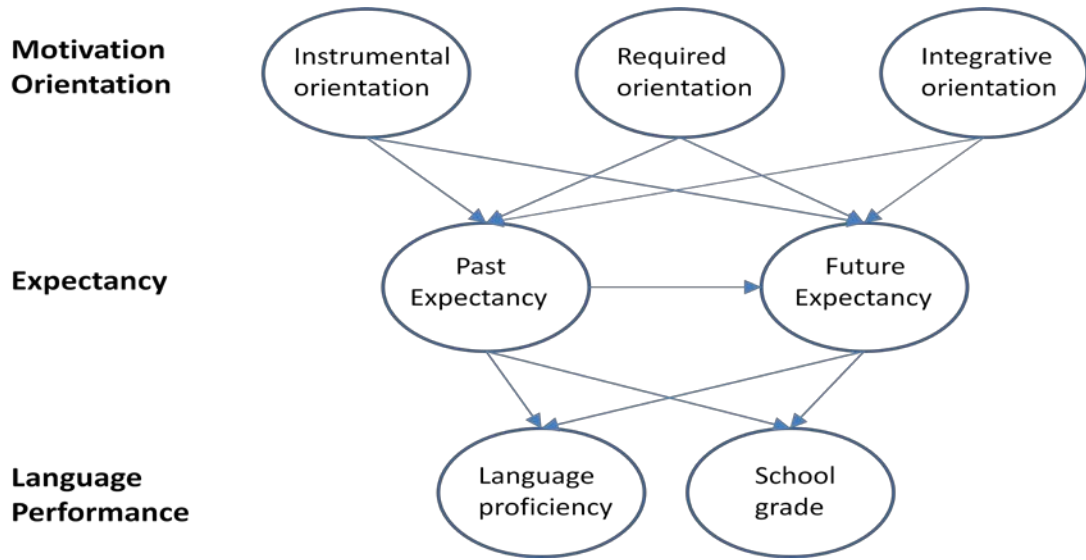 Motivation
Orientation
Instrumental
orientation
Required
orientation
Integrative
orientation
Expectancy
Past
Expectancy
Future
Expectancy
Language
Performance
Language
proficiency
School
grade